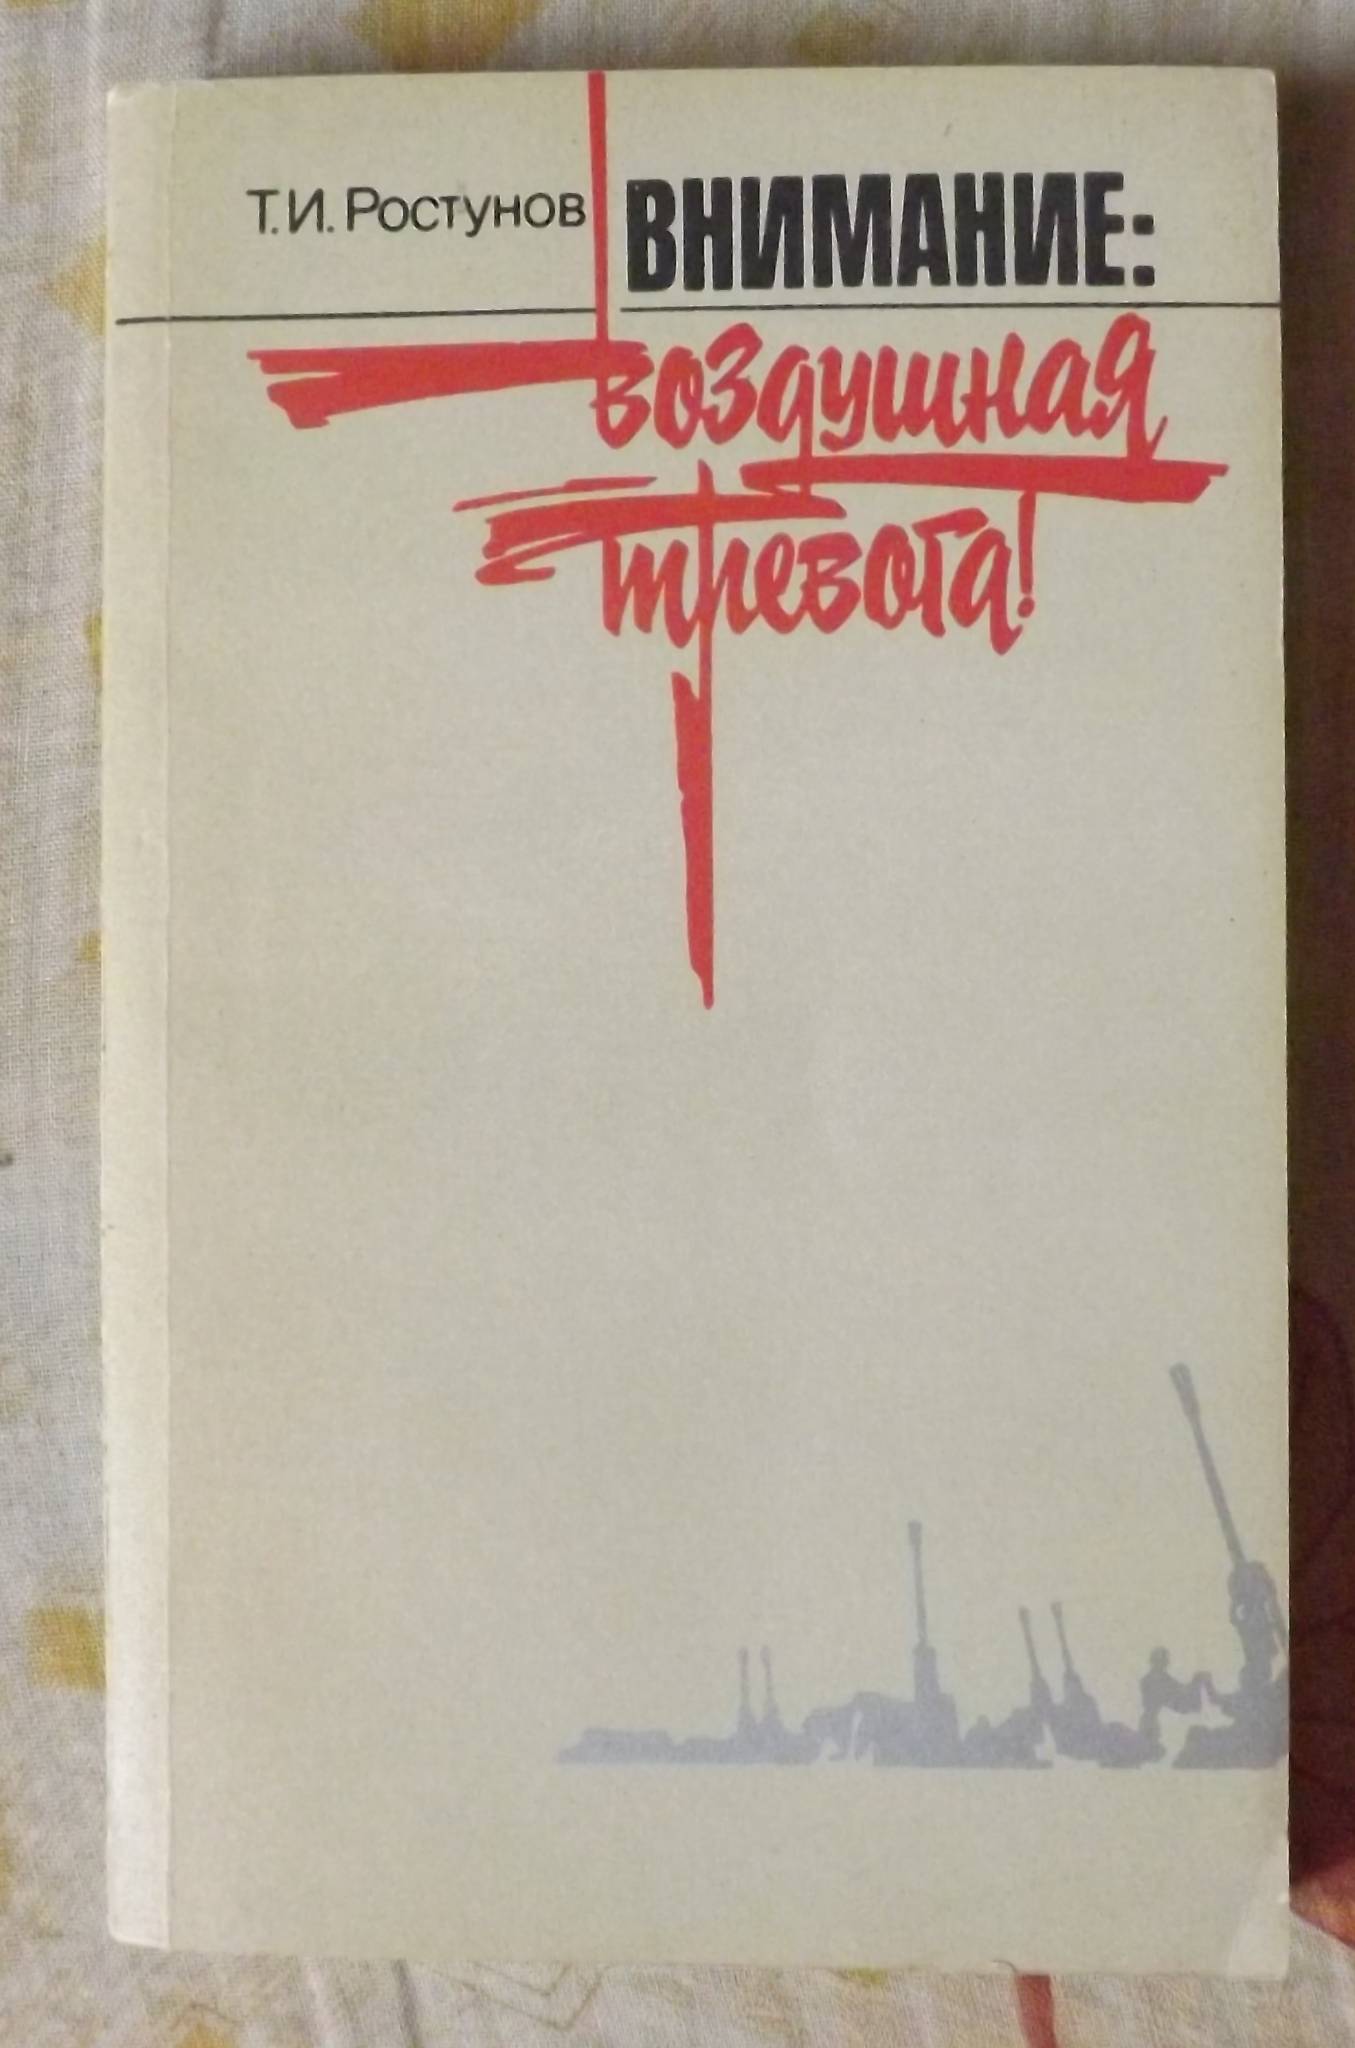 Т.И. Ростунов
ВНИМАНИЕ:
воздушная
тревога!